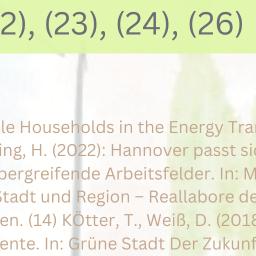 2), (23), (24), (26)
le Households in the Energy Tra
ing, H. (2022): Hannover passt si
bergreifende Arbeitsfelder. In: M
Stadt und Region – Reallabore de
en. (14) KÖtter, T., Weiß, D. (2018
ente. In: Grüne Stadt Der Zukunf